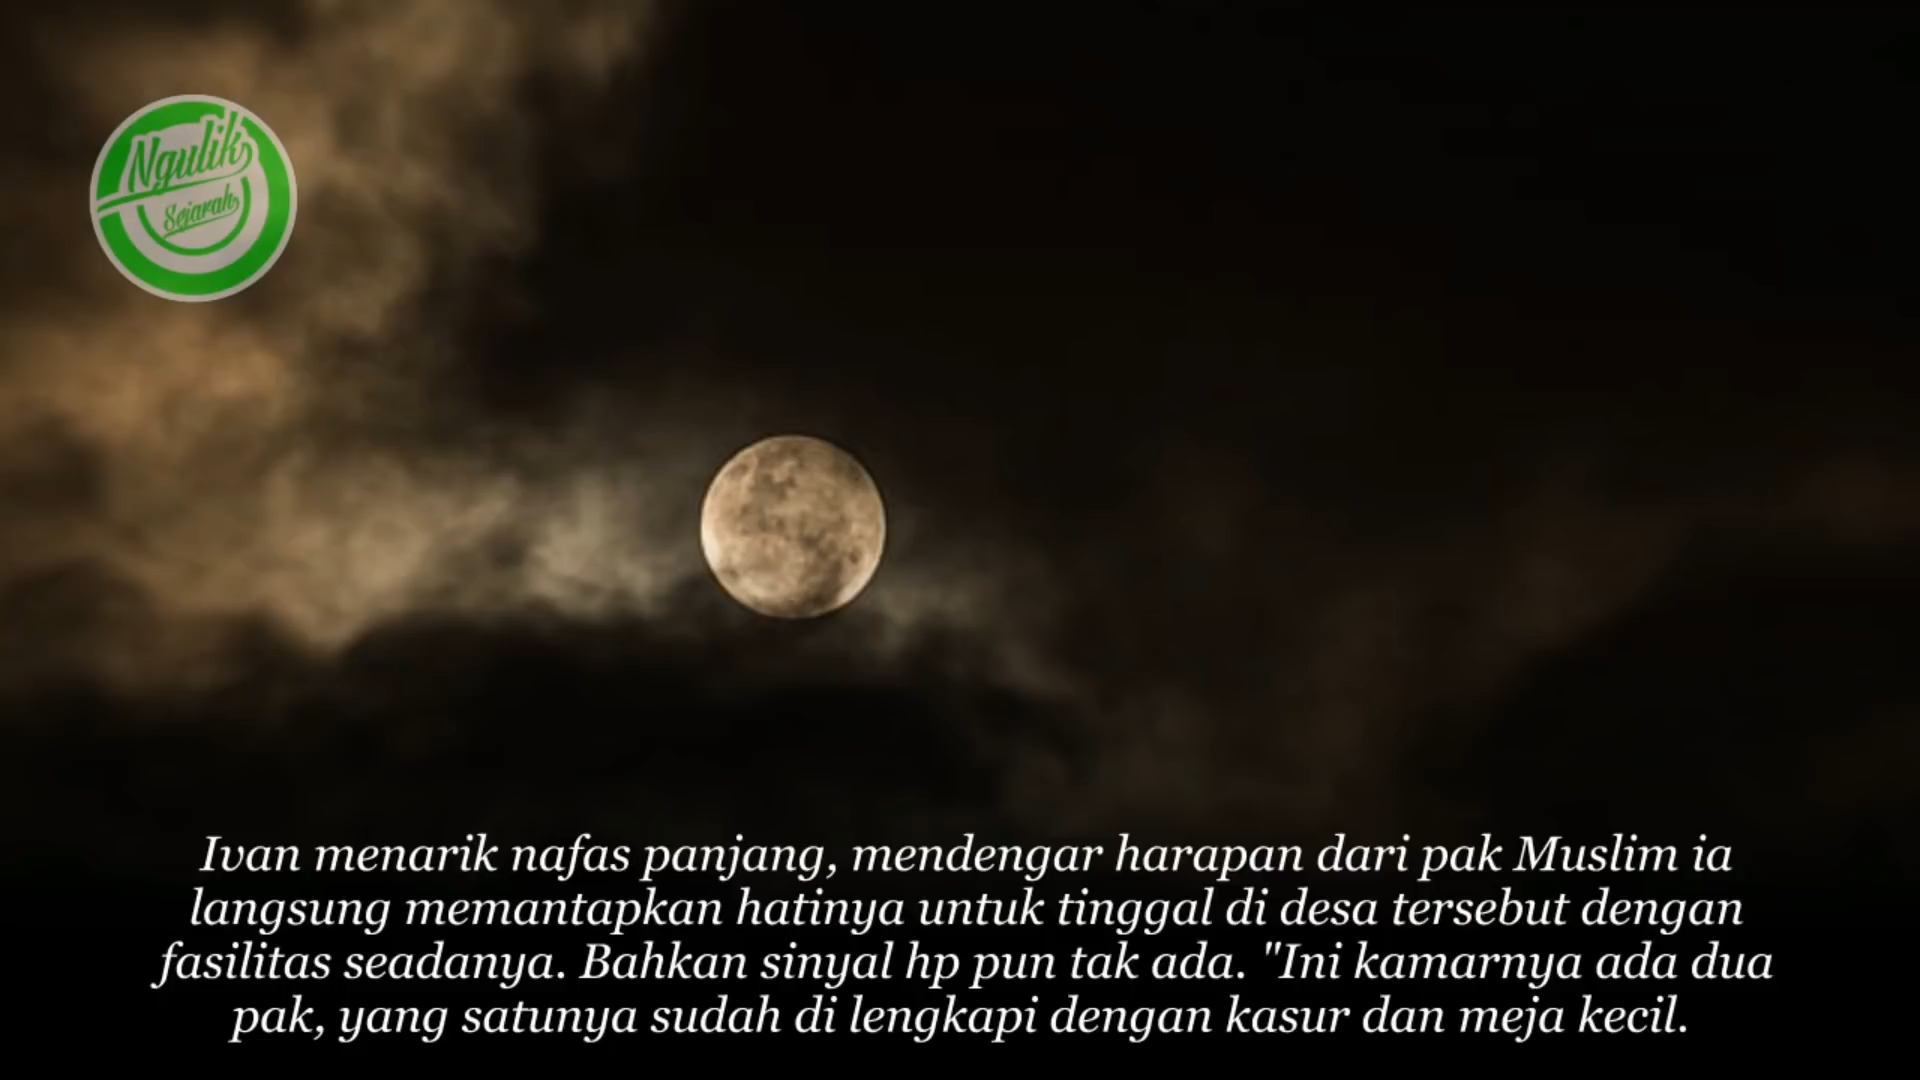 Ngulik
Sejarah
Ivan menarik nafas panjang, mendengar harapan dari pak Muslim ia
langsung memantapkan hatinya untuk tinggal di desa tersebut dengan
fasilitas seadanya. Bahkan sinyal hp pun tak ada. "Ini kamarnya ada dua
pak, yang satunya sudah di lengkapi dengan kasur dan meja kecil.